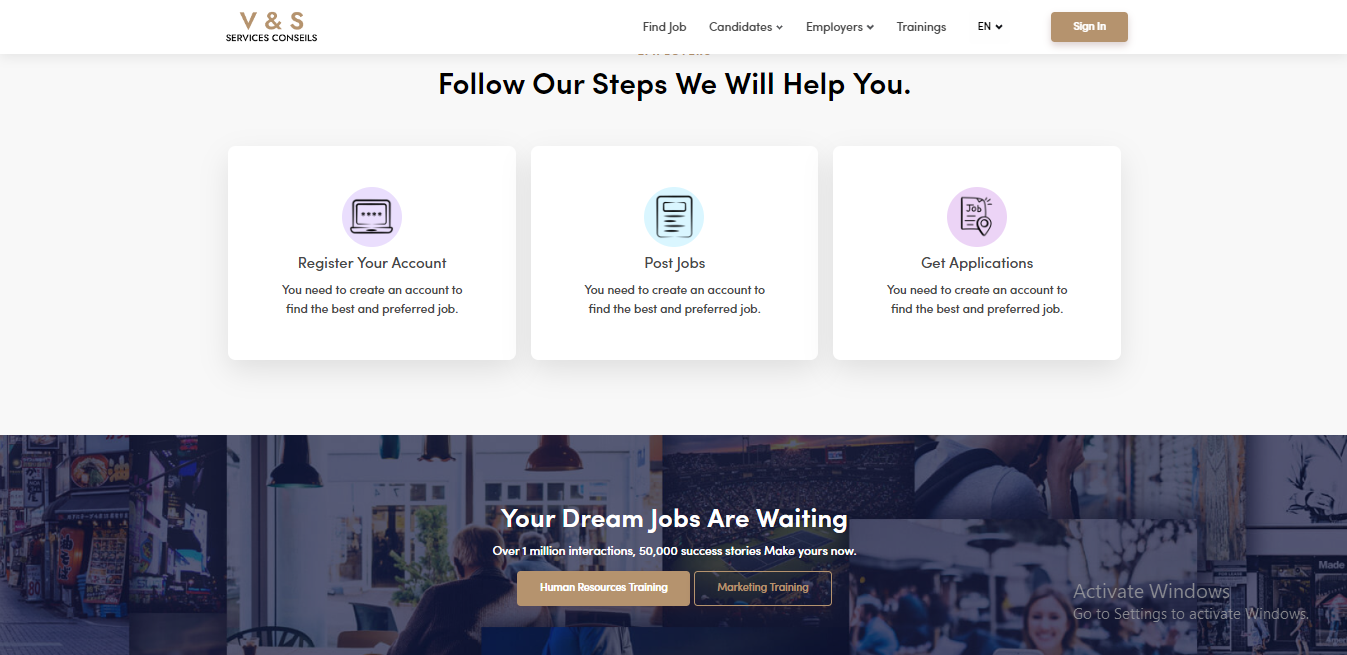 V & S
SERVICES CONSEILS
Find Job
Candidates
Employers
Trainings
EN
Sign In
Follow Our Steps We Will Help You.
Job
Register Your Account
Post Jobs
Get Applications
You need to create an account to
find the best and preferred job.
You need to create an account to
find the best and preferred job.
You need to create an account to
find the best and preferred job.
Your Dream Jobs Are Waiting
Over 1 million interactions, 50,000 success stories Make yours now.
Human Resources Training
Marketing Training
Made
Activate Windows
Go to Settings to activate Windows.